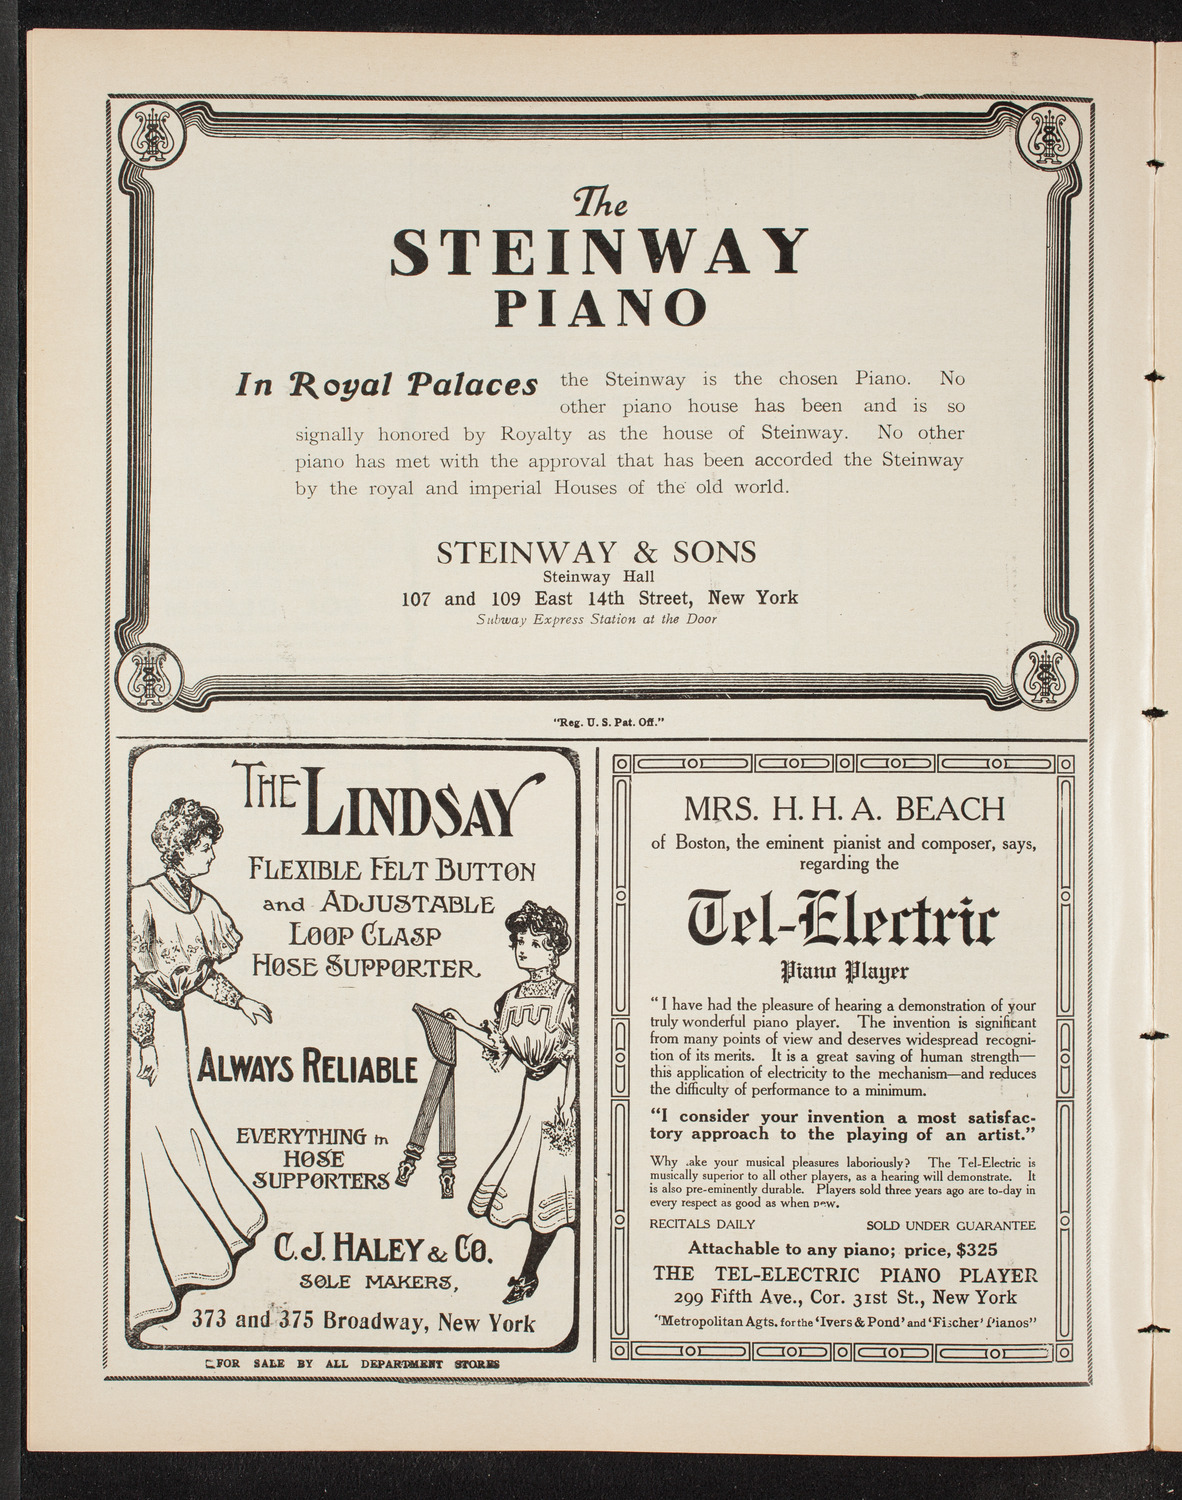 The
STEINWAY
PIANO
In Royal Palaces the Steinway is the chosen Piano. No
other piano house has been and is so
signally honored by Royalty as the house of Steinway. No other
piano has met with the approval that has been accorded the Steinway
by the royal and imperial Houses of the old world.
STEINWAY & SONS
Steinway Hall
107 and 109 East 14th Street, New York
Subway Express Station at the Door
"Reg. U. S. Pat. Off."
THE LINDSAY
FLEXIBLE FELT BUTTON
and ADJUSTABLE
LOOP CLASP
HOSE SUPPORTER
ALWAYS RELIABLE
EVERYTHING in
HOSE
SUPPORTERS
C. J. HALEY & CO.
SOLE MAKERS,
373 and 375 Broadway, New York
FOR SALE BY ALL DEPARTMENT STORES
MRS. H. H. A. BEACH
of Boston, the eminent pianist and composer, says,
regarding the
Tel-Electric
Piano Player
"I have had the pleasure of hearing a demonstration of your
truly wonderful piano player. The invention is significant
from many points of view and deserves widespread recogni-
tion of its merits. It is a great saving of human strength—
this application of electricity to the mechanism—and reduces
the difficulty of performance to a minimum.
"I consider your invention a most satisfac-
tory approach to the playing of an artist."
Why ake your musical pleasures laboriously? The Tel-Electric is
musically superior to all other players, as a hearing will demonstrate. It
is also pre-eminently durable. Players sold three years ago are to-day in
every respect as good as when new.
RECITALS DAILY SOLD UNDER GUARANTEE
Attachable to any piano; price, $325
THE TEL-ELECTRIC PIANO PLAYER
299 Fifth Ave., Cor. 31st St., New York
"Metropolitan Agts. for the 'Ivers & Pond' and 'Fischer' Pianos"